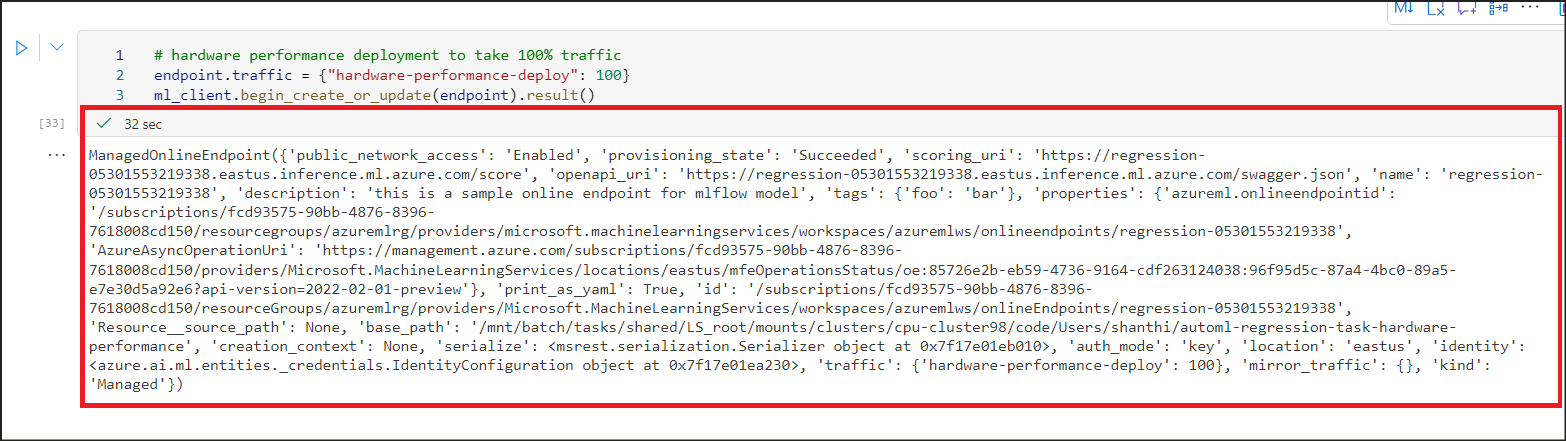 1 # hardware performance deployment to take 100% traffic
2 endpoint.traffic = {"hardware-performance-deploy": 100}
3 ml_client.begin_create_or_update(endpoint).result()
[33]
32 sec
ManagedOnlineEndpoint({'public_network_access': 'Enabled', 'provisioning_state': 'Succeeded', 'scoring_uri': 'https://regression-
05301553219338.eastus.inference.ml.azure.com/score', 'openapi_uri': 'https://regression-05301553219338.eastus.inference.ml.azure.com/swagger.json', 'name': 'regression-
05301553219338', 'description': 'this is a sample online endpoint for mlflow model', 'tags': {'foo': 'bar'}, 'properties': {'azureml.onlineendpointid':
'/subscriptions/fcd93575-90bb-4876-8396-
7618008cd150/resourcegroups/azuremlrg/providers/microsoft.machinelearningservices/workspaces/azuremlws/onlineendpoints/regression-05301553219338',
'AzureAsyncOperationUri': 'https://management.azure.com/subscriptions/fcd93575-90bb-4876-8396-
7618008cd150/providers/Microsoft.MachineLearningServices/locations/eastus/mfeOperationsStatus/oe:85726e2b-eb59-4736-9164-cdf263124038:96f95d5c-87a4-4bc0-89a5-
e7e30d5a92e6?api-version=2022-02-01-preview'}, 'print_as_yaml': True, 'id': '/subscriptions/fcd93575-90bb-4876-8396-
7618008cd150/resourceGroups/azuremlrg/providers/Microsoft.MachineLearningServices/workspaces/azuremlws/onlineEndpoints/regression-05301553219338',
'Resource__source_path': None, 'base_path': '/mnt/batch/tasks/shared/LS_root/mounts/clusters/cpu-cluster98/code/Users/shanthi/automl-regression-task-hardware-
performance', 'creation_context': None, 'serialize': <msrest.serialization.Serializer object at 0x7f17e01eb010>, 'auth_mode': 'key', 'location': 'eastus', 'identity':
<azure.ai.ml.entities._credentials.IdentityConfiguration object at 0x7f17e01ea230>, 'traffic': {'hardware-performance-deploy': 100}, 'mirror_traffic': {}, 'kind':
'Managed'})